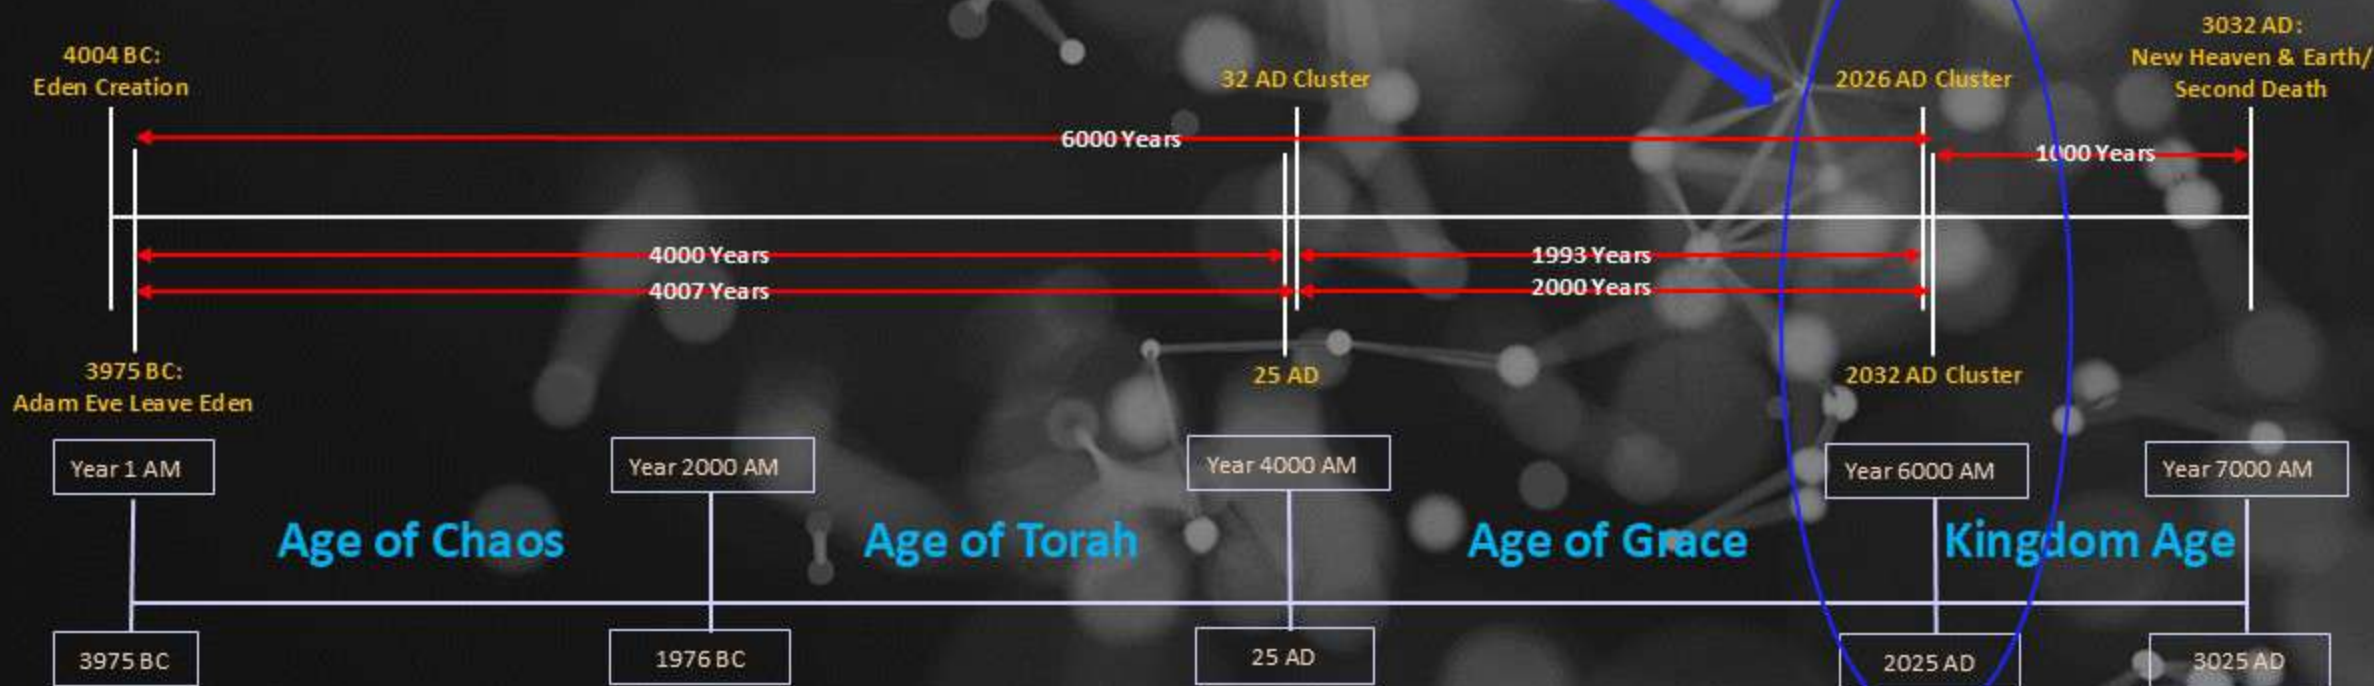 4004 BC:
Eden Creation
32 AD Cluster
2026 AD Cluster
3032 AD:
New Heaven & Earth/
Second Death
6000 Years
1000 Years
4000 Years
1993 Years
4007 Years
2000 Years
3975 BC:
Adam Eve Leave Eden
25 AD
2032 AD Cluster
Year 1 AM
Year 2000 AM
Year 4000 AM
Year 6000 AM
Year 7000 AM
Age of Chaos
Age of Torah
Age of Grace
Kingdom Age
3975 BC
1976 BC
25 AD
2025 AD
3025 AD